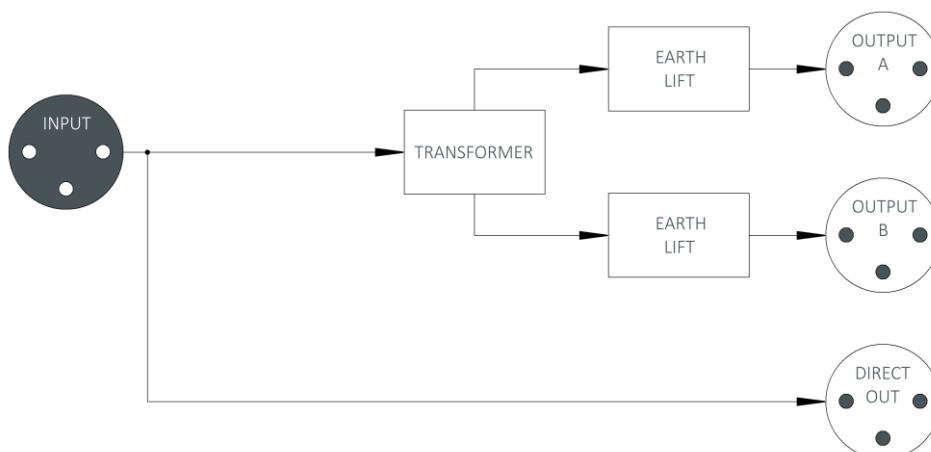 INPUT
TRANSFORMER
EARTH
LIFT
OUTPUT
A
EARTH
LIFT
OUTPUT
B
DIRECT
OUT